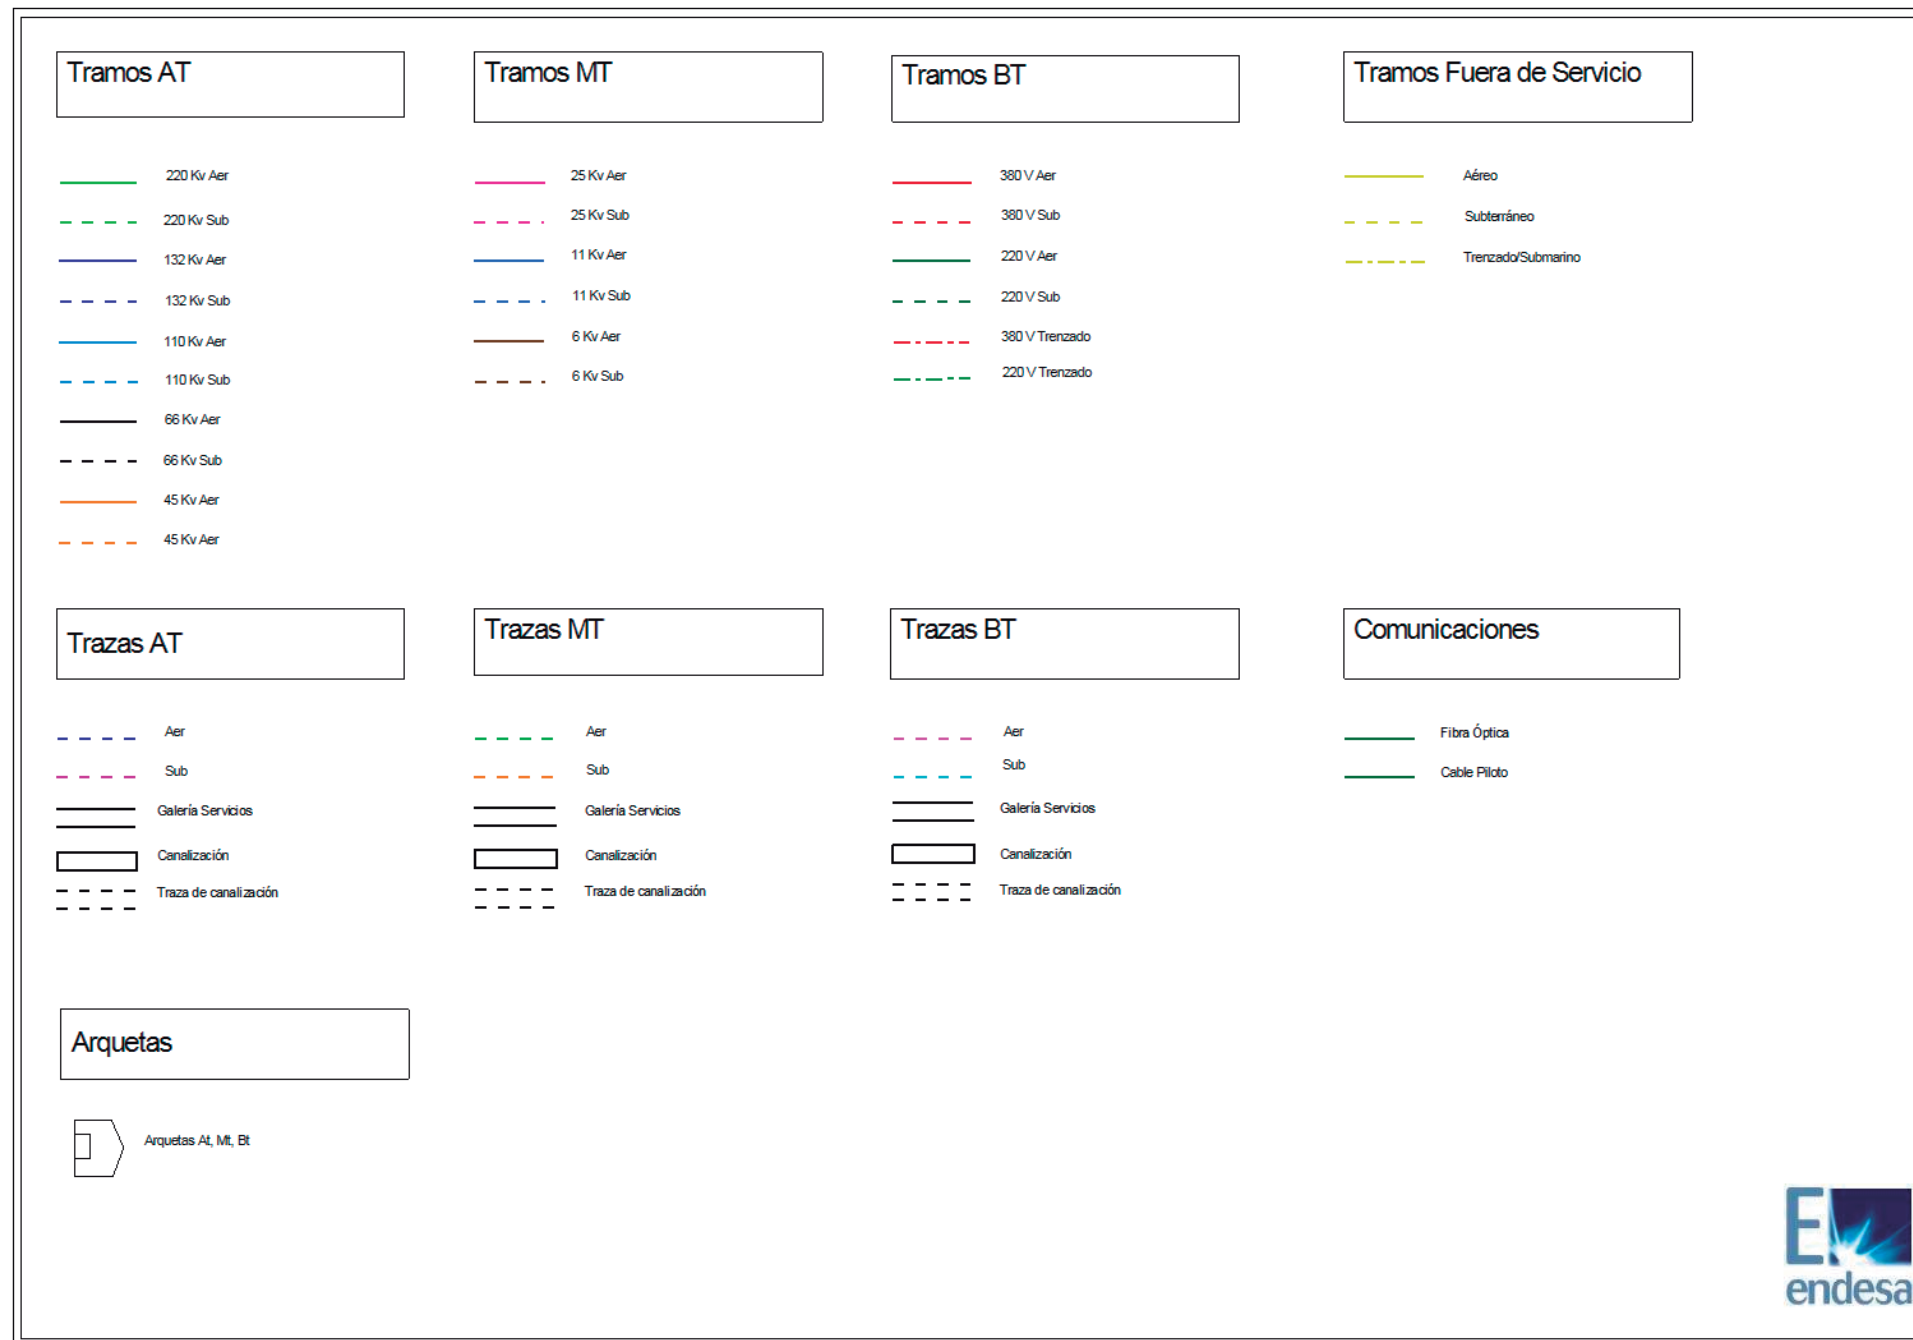 Tramos AT
220 Kv Aer
220 Kv Sub
132 Kv Aer
132 Kv Sub
110 Kv Aer
110 Kv Sub
66 Kv Aer
66 Kv Sub
45 Kv Aer
45 Kv Aer
Tramos MT
25 Kv Aer
25 Kv Sub
11 Kv Aer
11 Kv Sub
6 Kv Aer
6 Kv Sub
Tramos BT
380 V Aer
380 V Sub
220 V Aer
220 V Sub
380 V Trenzado
220 V Trenzado
Tramos Fuera de Servicio
Aéreo
Subterráneo
Trenzado/Submarino
Trazas AT
Aer
Sub
Galería Servicios
Canalización
Traza de canalización
Trazas MT
Aer
Sub
Galería Servicios
Canalización
Traza de canalización
Trazas BT
Aer
Sub
Galería Servicios
Canalización
Traza de canalización
Comunicaciones
Fibra Óptica
Cable Piloto
Arquetas
Arquetas At, Mt, Bt
E
endesa